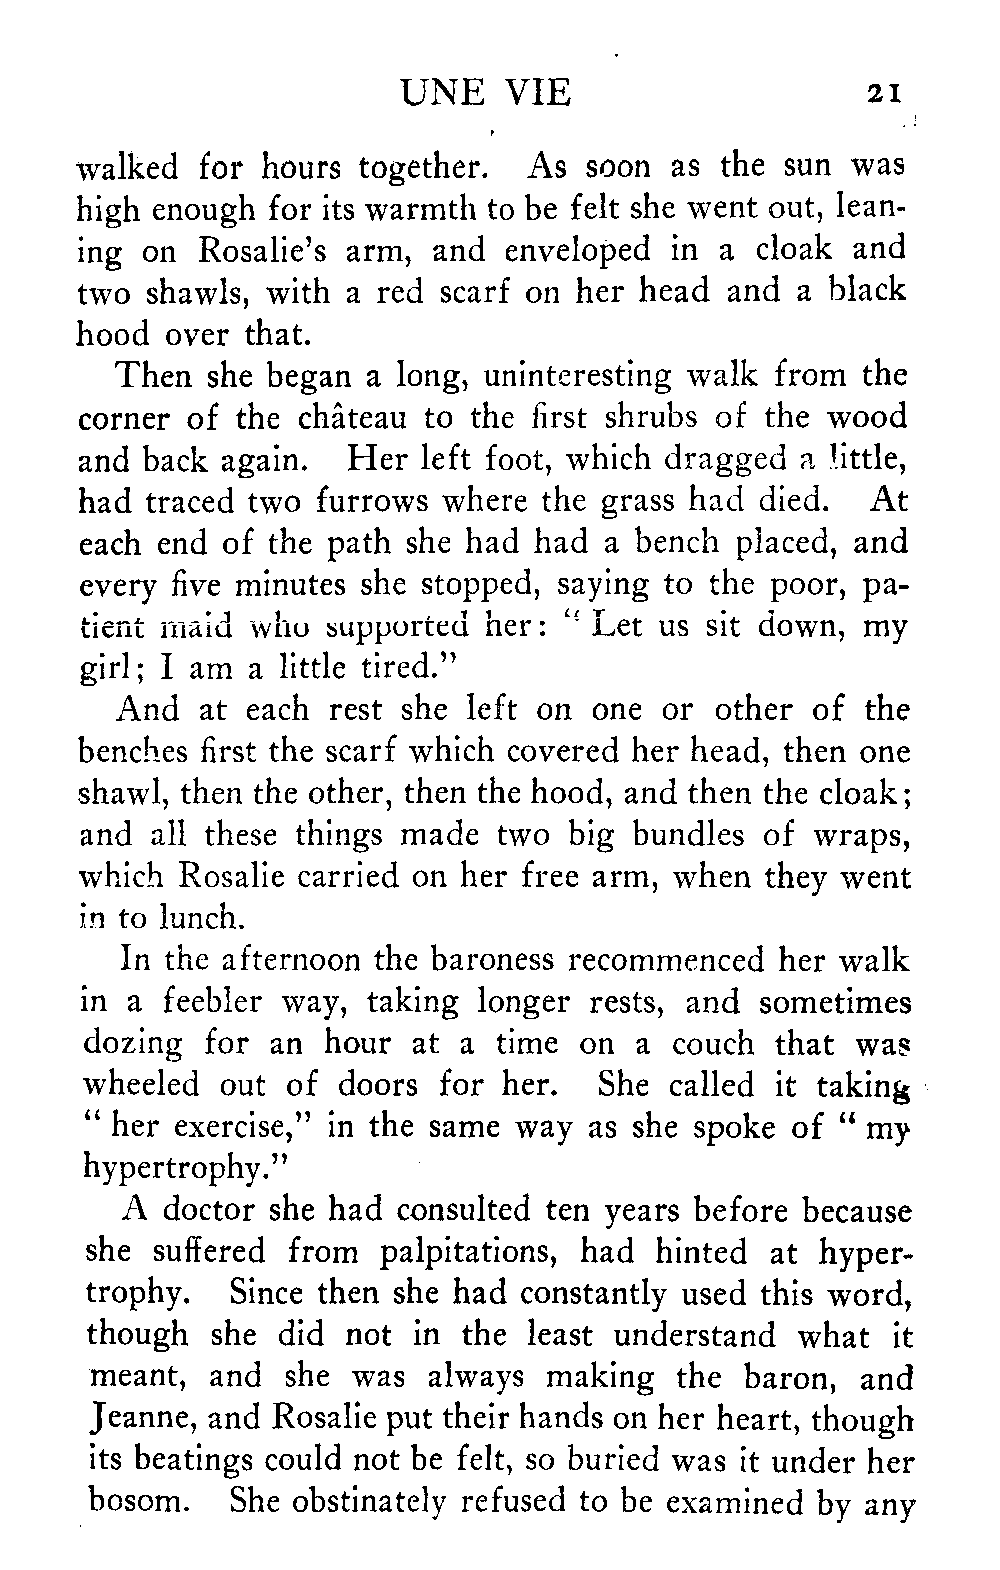 UNE VIE 21
walked for hours together. As soon as the sun was
high enough for its warmth to be felt she went out, lean-
ing on Rosalie's arm, and enveloped in a cloak and
two shawls, with a red scarf on her head and a black
hood over that.
Then she began a long, uninteresting walk from the
corner of the château to the first shrubs of the wood
and back again. Her left foot, which dragged a little,
had traced two furrows where the grass had died. At
each end of the path she had had a bench placed, and
every five minutes she stopped, saying to the poor, pa-
tient maid who supported her: "Let us sit down, my
girl; I am a little tired."
And at each rest she left on one or other of the
benches first the scarf which covered her head, then one
shawl, then the other, then the hood, and then the cloak;
and all these things made two big bundles of wraps,
which Rosalie carried on her free arm, when they went
in to lunch.
In the afternoon the baroness recommenced her walk
in a feebler way, taking longer rests, and sometimes
dozing for an hour at a time on a couch that was
wheeled out of doors for her. She called it taking
"her exercise," in the same way as she spoke of "my
hypertrophy."
A doctor she had consulted ten years before because
she suffered from palpitations, had hinted at hyper-
trophy. Since then she had constantly used this word,
though she did not in the least understand what it
meant, and she was always making the baron, and
Jeanne, and Rosalie put their hands on her heart, though
its beatings could not be felt, so buried was it under her
bosom. She obstinately refused to be examined by any